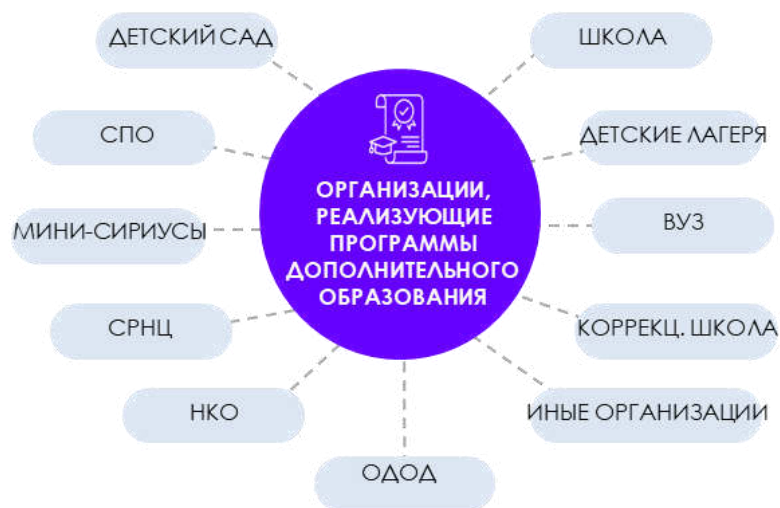 ДЕТСКИЙ САД
ШКОЛА
СПО
ДЕТСКИЕ ЛАГЕРЯ
ОРГАНИЗАЦИИ,
РЕАЛИЗУЮЩИЕ
ПРОГРАММЫ
ДОПОЛНИТЕЛЬНОГО
ОБРАЗОВАНИЯ
МИНИ-СИРИУСЫ
ВУЗ
СРНЦ
КОРРЕКЦ. ШКОЛА
НКО
ИНЫЕ ОРГАНИЗАЦИИ
ОДОД